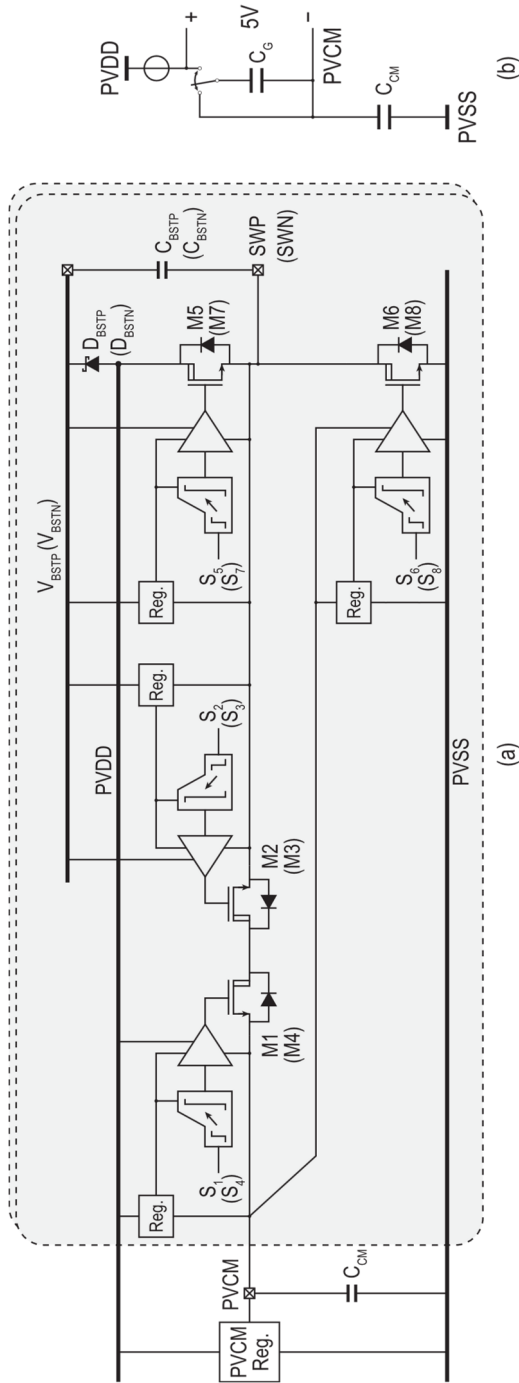 V_BSTP (V_BSTN)
PVDD
D_BSTP
(D_BSTN)
C_BSTP
(C_BSTN)
SWP
(SWN)
Reg.
S_1
(S_4)
M1
(M4)
Reg.
S_2
(S_3)
M2
(M3)
Reg.
S_5
(S_7)
M5
(M7)
Reg.
S_6
(S_8)
M6
(M8)
PVCM
Reg.
PVCM
C_CM
PVSS
(a)
PVDD
+
5V
−
C_G
PVCM
C_CM
PVSS
(b)